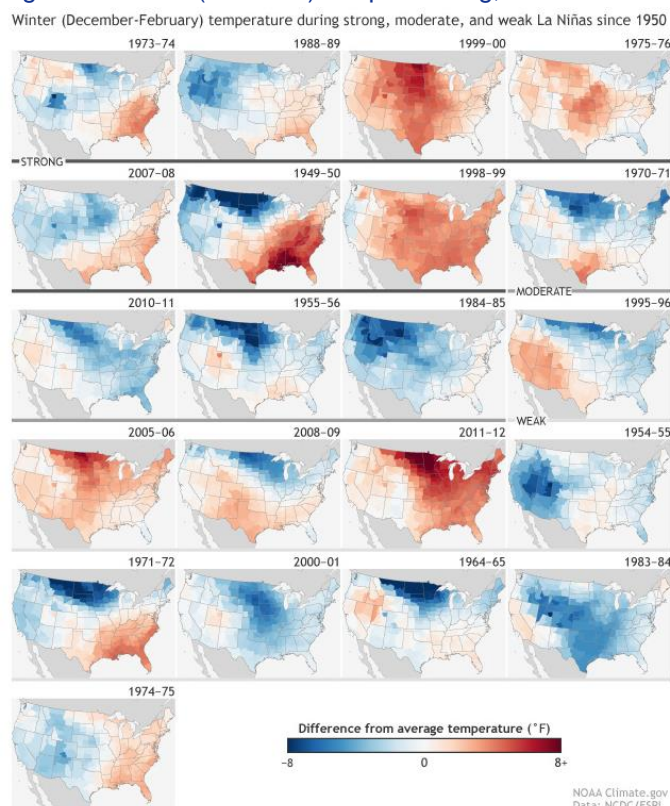 Winter (December-February) temperature during strong, moderate, and weak La Niñas since 1950
1973-74
1988-89
1999-00
1975-76
STRONG
2007-08
1949-50
1998-99
1970-71
MODERATE
2010-11
1955-56
1984-85
1995-96
WEAK
2005-06
2008-09
2011-12
1954-55
1971-72
2000-01
1964-65
1983-84
1974-75
Difference from average temperature (°F)
-8 0 8+
NOAA Climate.gov
Data: NCDC/ESRL